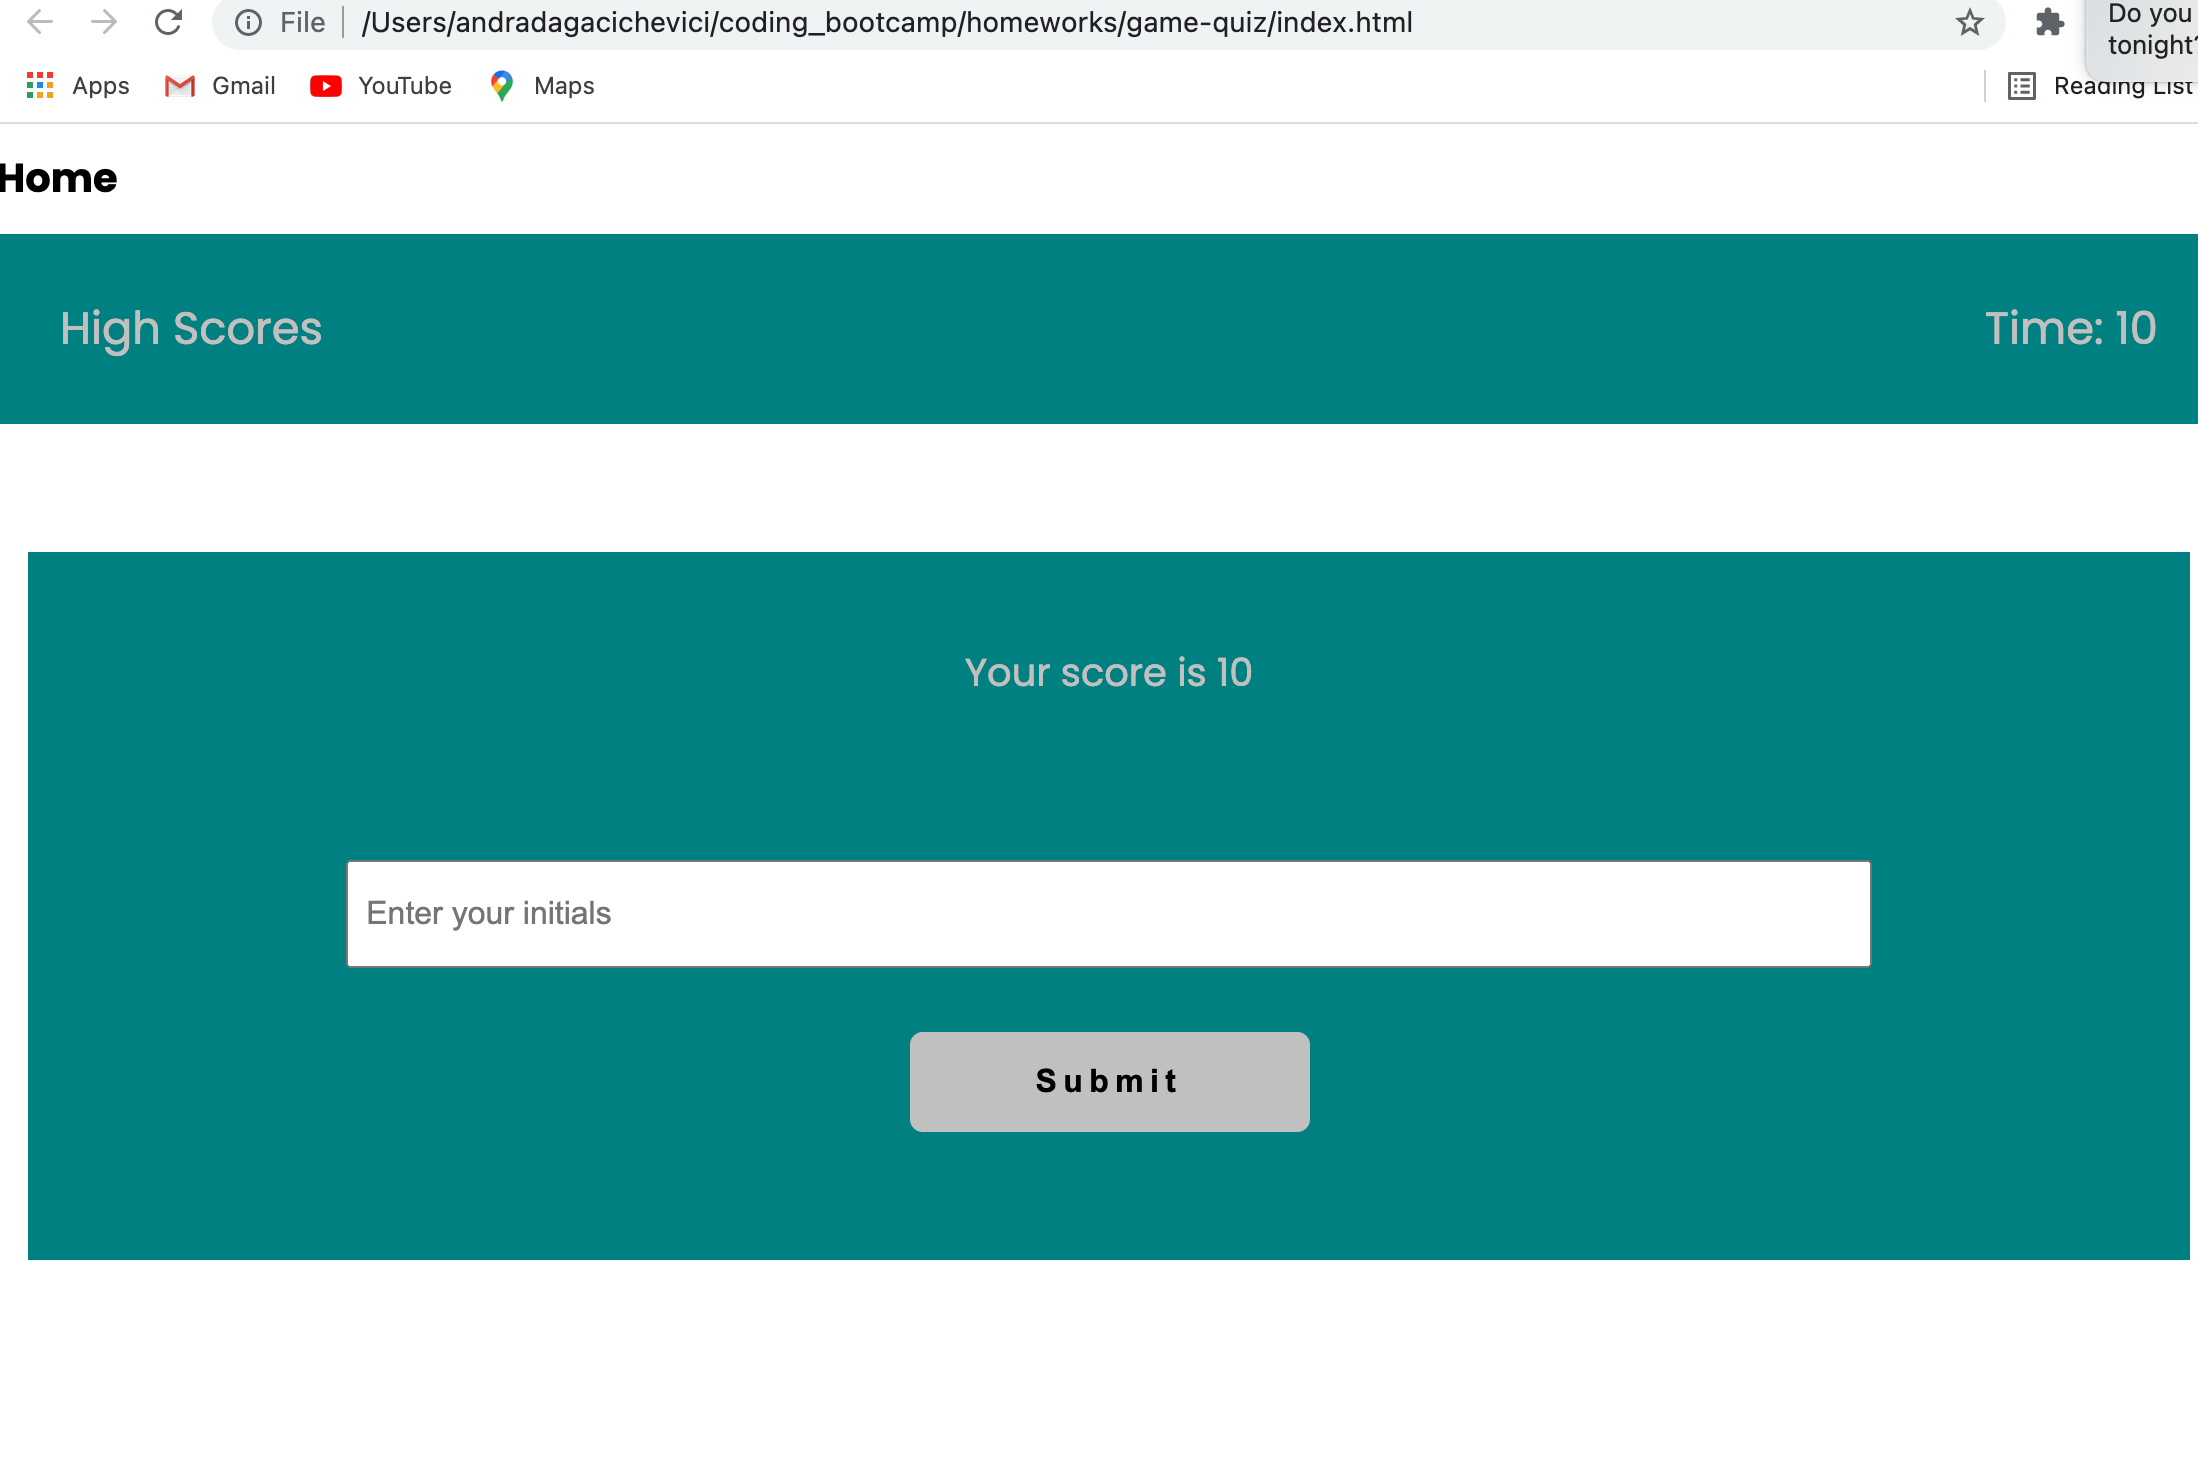 File /Users/andradagacichevici/coding_bootcamp/homeworks/game-quiz/index.html
Do you
tonight?
Apps Gmail YouTube Maps Reading List
Home
High Scores Time: 10
Your score is 10
Enter your initials
Submit